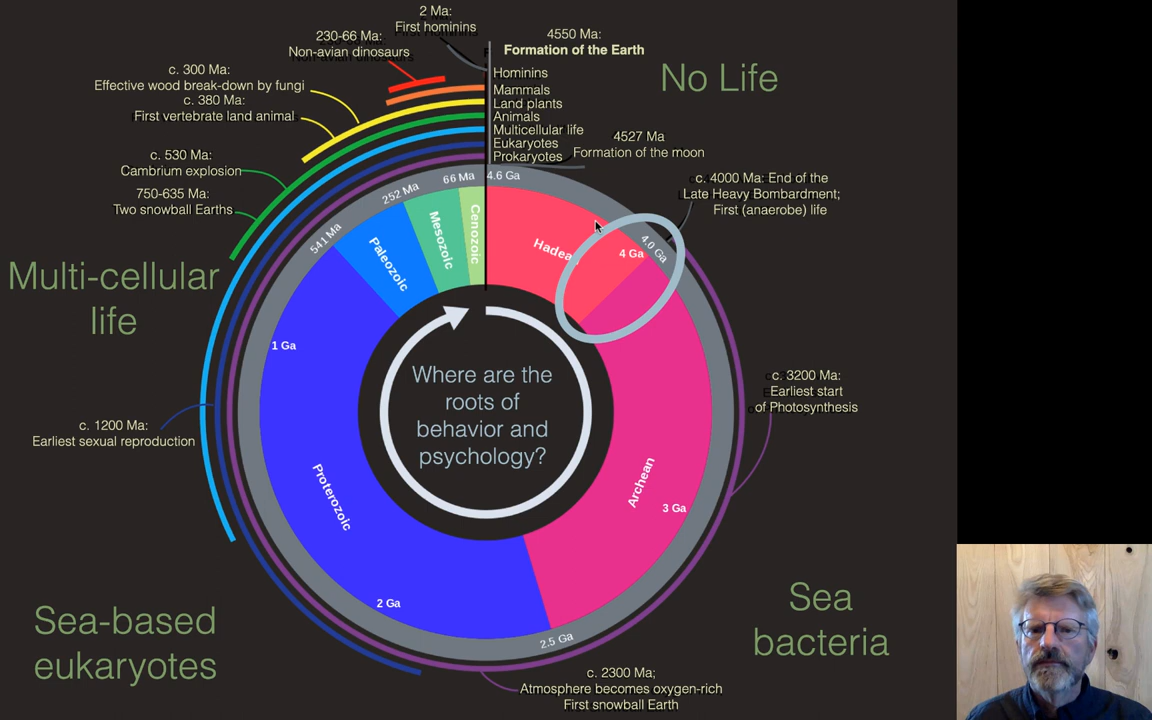 2 Ma:
First hominins
230-66 Ma:
Non-avian dinosaurs
c. 300 Ma:
Effective wood break-down by fungi
c. 380 Ma:
First vertebrate land animal
c. 530 Ma:
Cambrium explosion
750-635 Ma:
Two snowball Earths
4550 Ma:
Formation of the Earth
Hominins
Mammals
Land plants
Animals
Multicellular life
Eukaryotes
Prokaryotes
No Life
4527 Ma
Formation of the moon
c. 4000 Ma: End of the
Late Heavy Bombardment;
First (anaerobe) life
4.6 Ga
66 Ma
252 Ma
541 Ma
4.0 Ga
Cenozoic
Mesozoic
Paleozoic
Hadea
4 Ga
Multi-cellular
life
1 Ga
Where are the
roots of
behavior and
psychology?
c. 3200 Ma:
Earliest start
of Photosynthesis
c. 1200 Ma:
Earliest sexual reproduction
Proterozoic
Archean
3 Ga
2 Ga
2.5 Ga
Sea-based
eukaryotes
Sea
bacteria
c. 2300 Ma;
Atmosphere becomes oxygen-rich
First snowball Earth